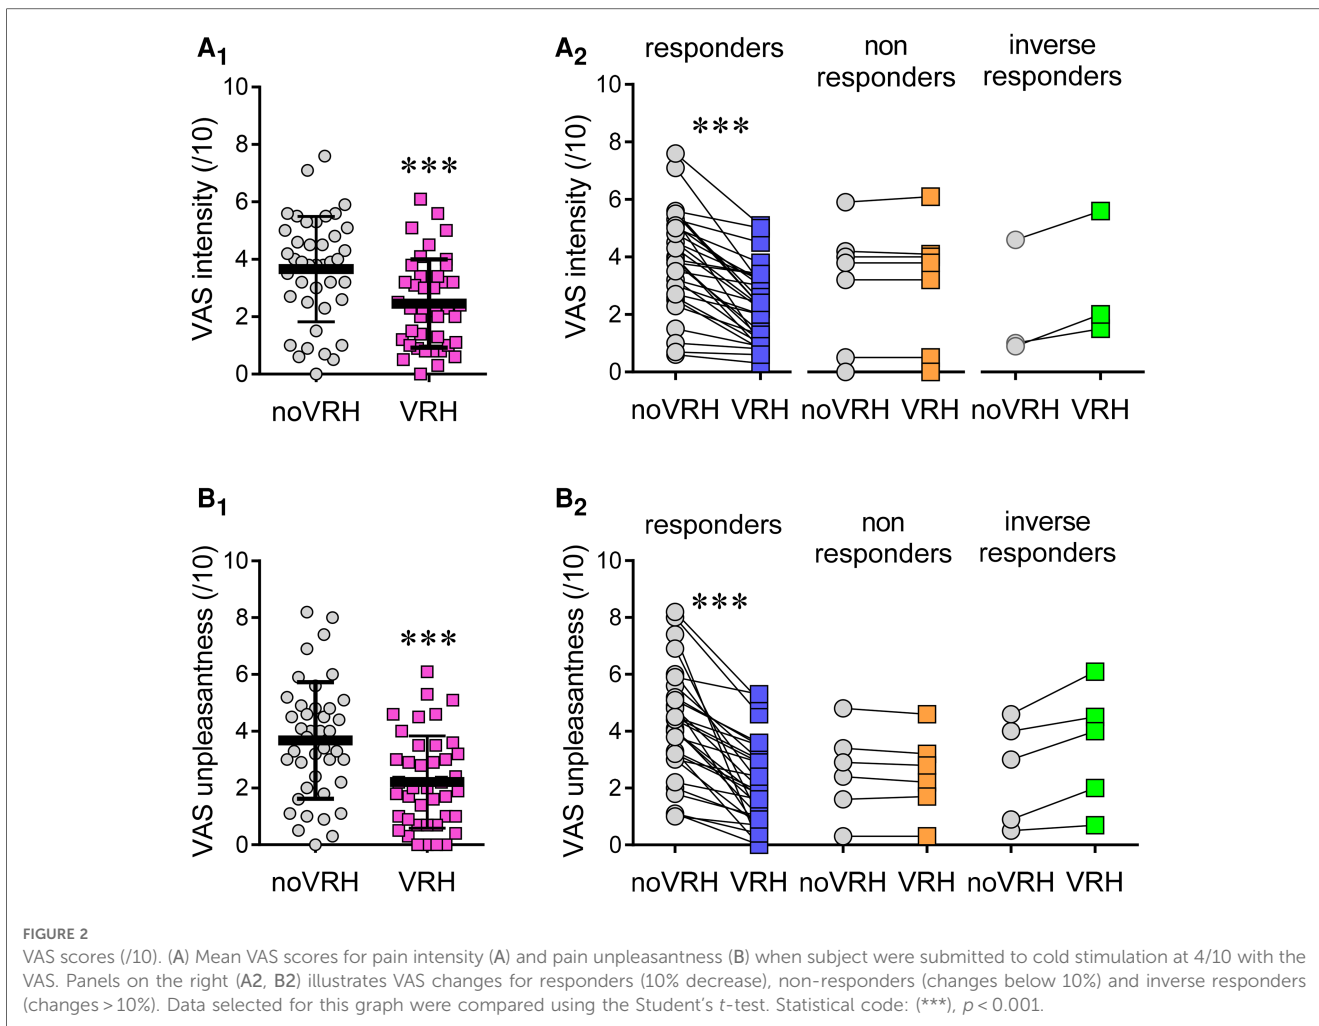 A1
A2
responders
non
responders
inverse
responders
VAS intensity (/10)
10
8
6
4
2
0
***
noVRH VRH
VAS intensity (/10)
10
8
6
4
2
0
***
noVRH VRH noVRH VRH noVRH VRH
B1
B2
responders
non
responders
inverse
responders
VAS unpleasantness (/10)
10
8
6
4
2
0
***
noVRH VRH
VAS unpleasantness (/10)
10
8
6
4
2
0
***
noVRH VRH noVRH VRH noVRH VRH
FIGURE 2
VAS scores (/10). (A) Mean VAS scores for pain intensity (A) and pain unpleasantness (B) when subject were submitted to cold stimulation at 4/10 with the
VAS. Panels on the right (A2, B2) illustrates VAS changes for responders (10% decrease), non-responders (changes below 10%) and inverse responders
(changes > 10%). Data selected for this graph were compared using the Student's t-test. Statistical code: (***), p < 0.001.